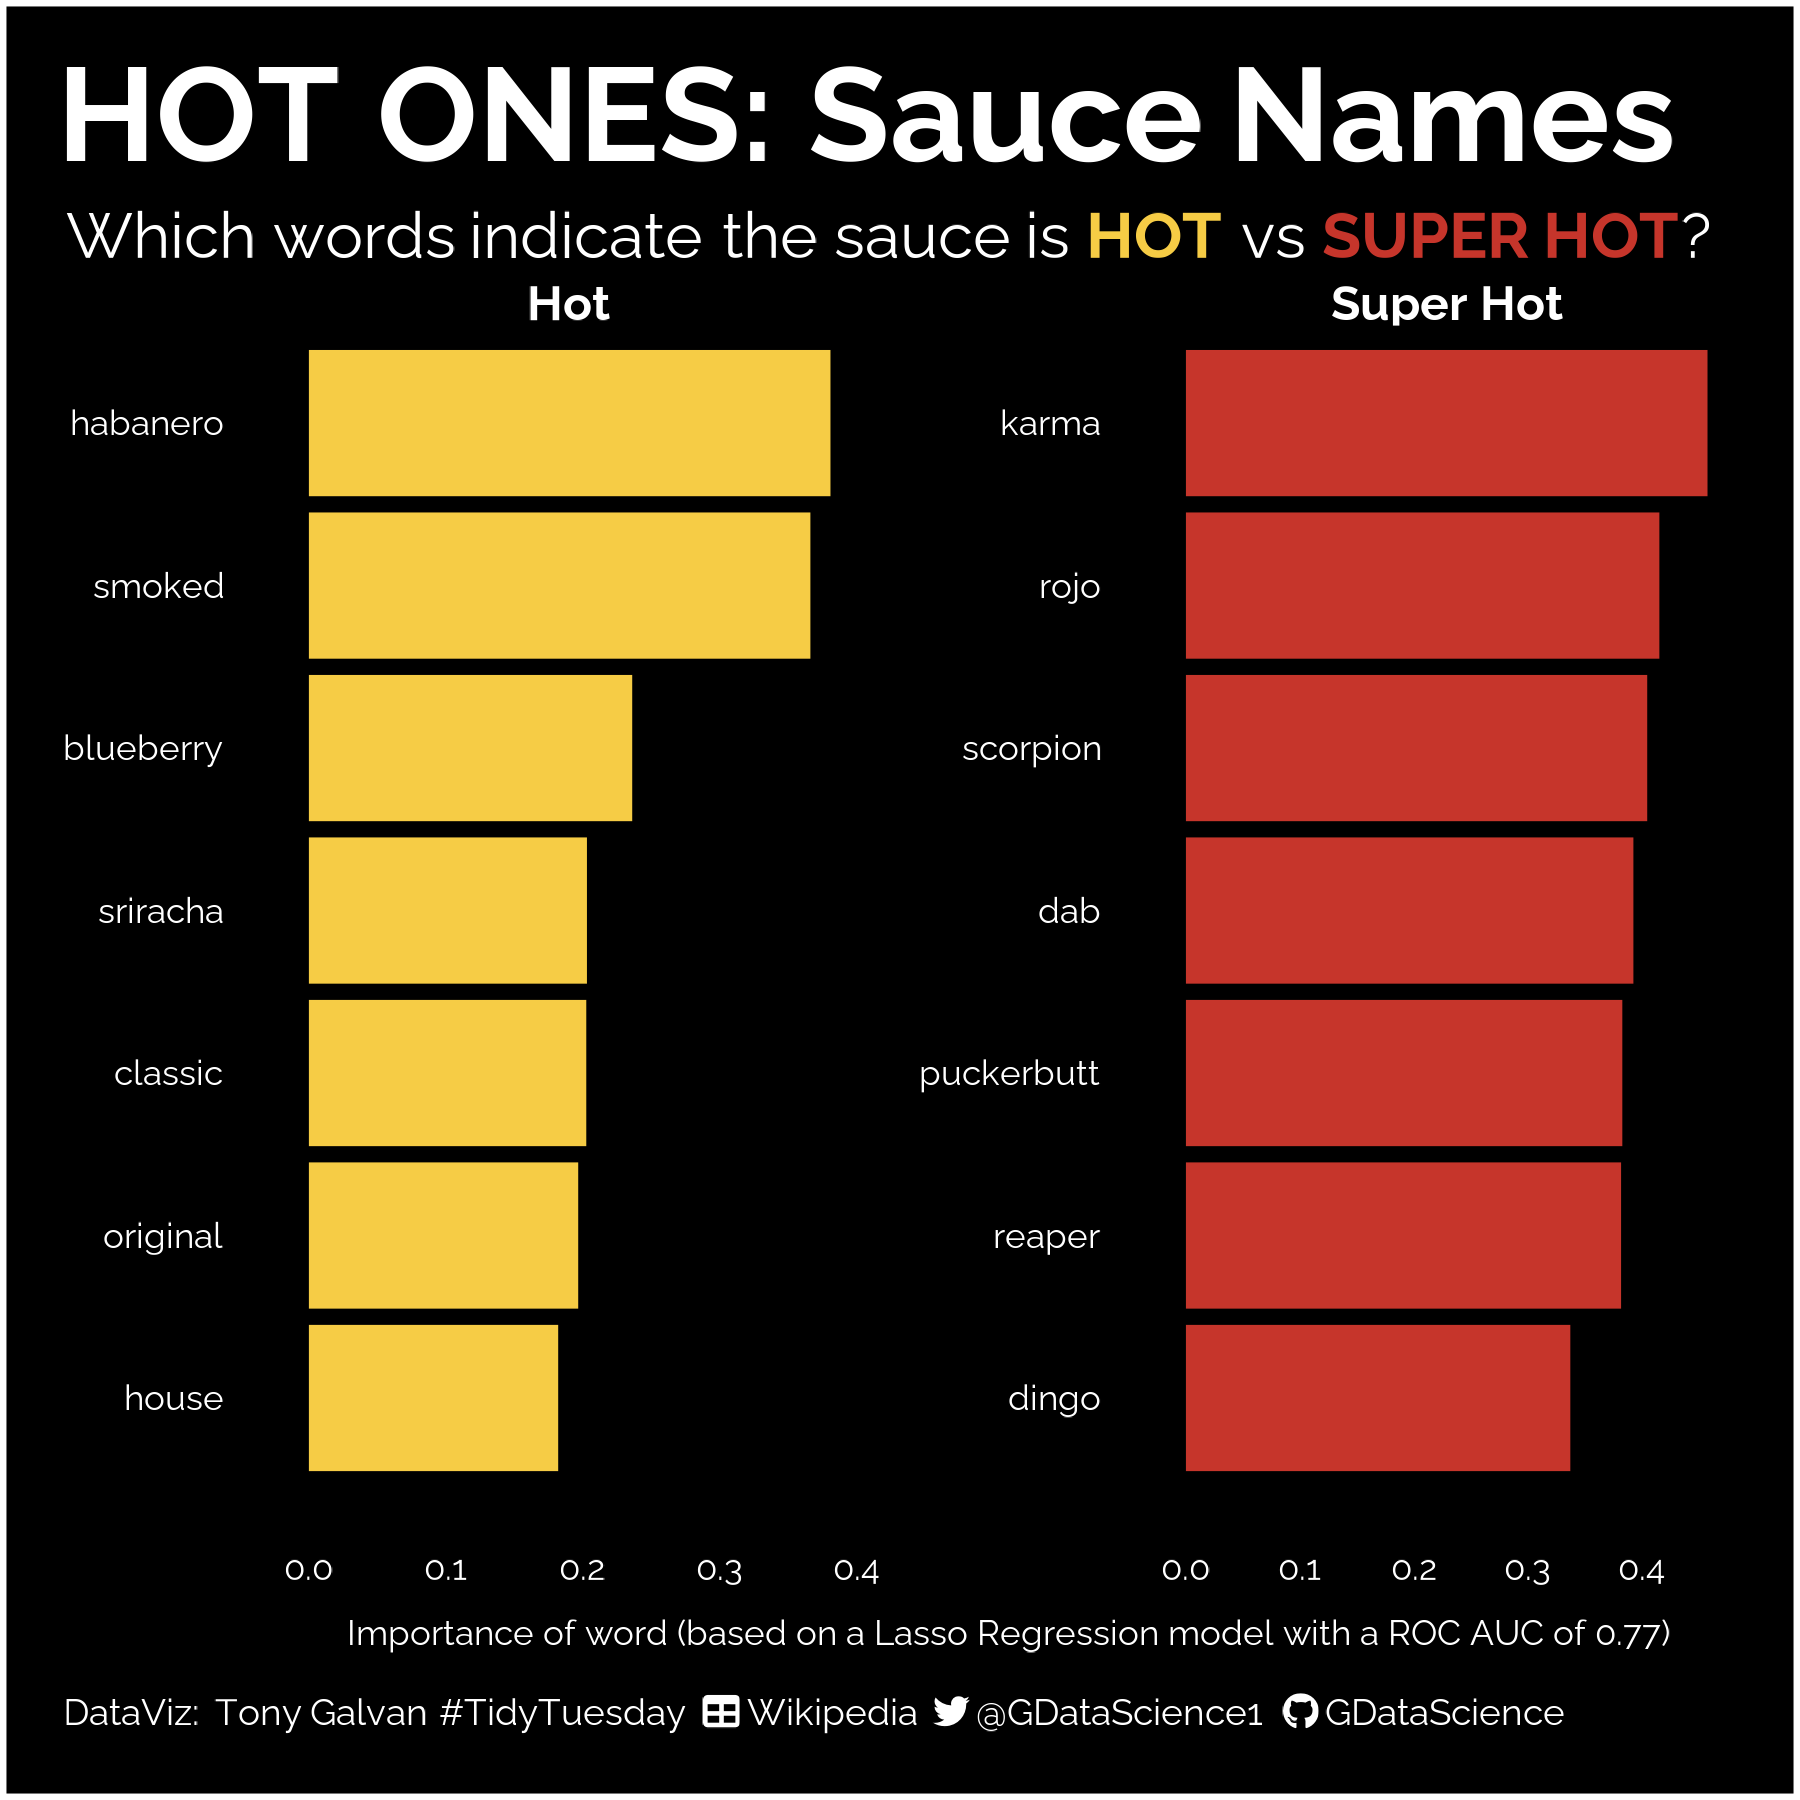 HOT ONES: Sauce Names
Which words indicate the sauce is HOT vs SUPER HOT?
Hot
habanero
smoked
blueberry
sriracha
classic
original
house
0.0 0.1 0.2 0.3 0.4
Super Hot
karma
rojo
scorpion
dab
puckerbutt
reaper
dingo
0.0 0.1 0.2 0.3 0.4
Importance of word (based on a Lasso Regression model with a ROC AUC of 0.77)
DataViz: Tony Galvan #TidyTuesday Wikipedia @GDataScience1 GDataScience